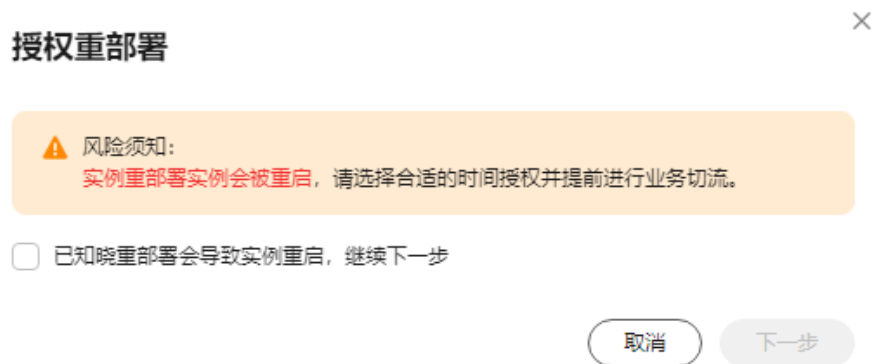 授权重部署
风险须知：
实例重部署实例会被重启，请选择合适的时间授权并提前进行业务切流。
已知晓重部署会导致实例重启，继续下一步
取消
下一步